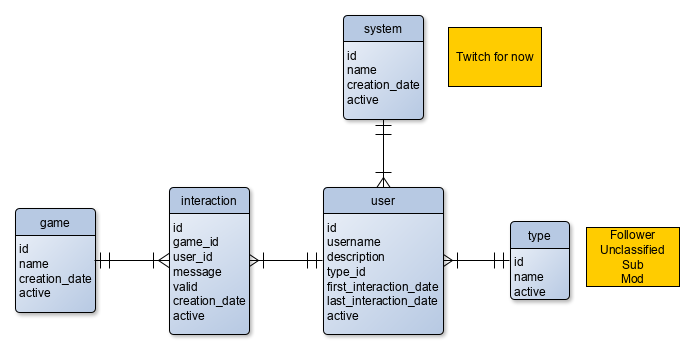 system
id
name
creation_date
active
Twitch for now
game
id
name
creation_date
active
interaction
id
game_id
user_id
message
valid
creation_date
active
user
id
username
description
type_id
first_interaction_date
last_interaction_date
active
type
id
name
active
Follower
Unclassified
Sub
Mod